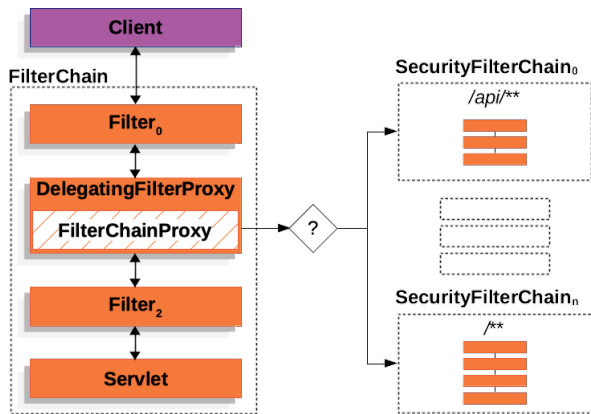 Client
FilterChain
Filter₀
DelegatingFilterProxy
FilterChainProxy
Filter₂
Servlet
?
SecurityFilterChain₀
/api/**
SecurityFilterChainₙ
/**